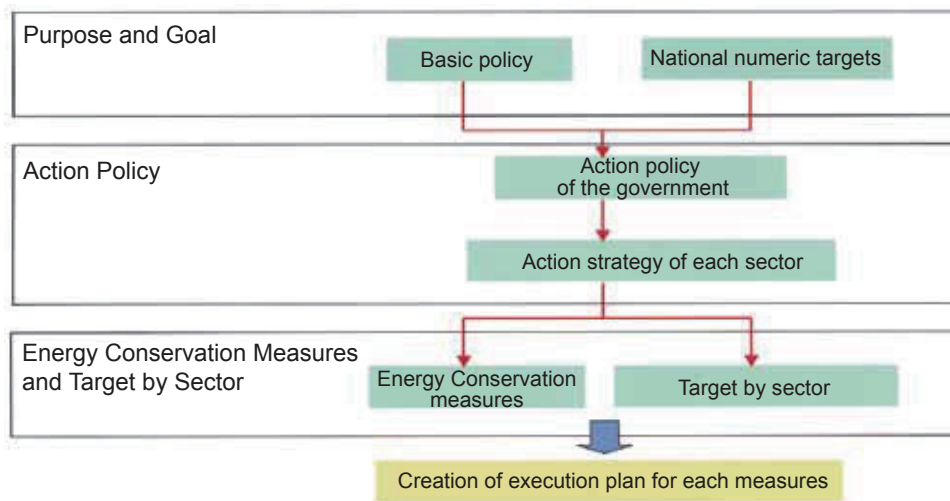 Purpose and Goal
Basic policy
National numeric targets
Action Policy
Action policy
of the government
Action strategy of each sector
Energy Conservation Measures
and Target by Sector
Energy Conservation
measures
Target by sector
Creation of execution plan for each measures